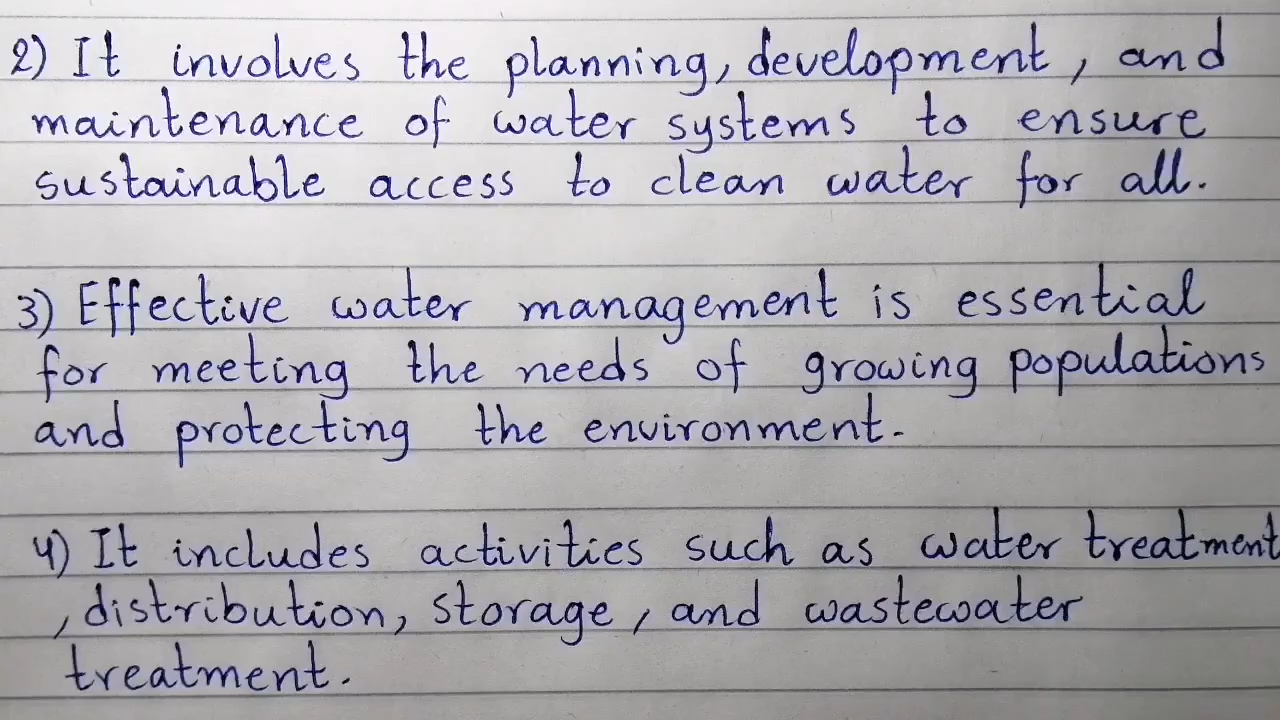 2) It involves the planning, development, and
maintenance of water systems to ensure
sustainable access to clean water for all.
3) Effective water management is essential
for meeting the needs of growing populations
and protecting the environment.
4) It includes activities such as water treatment
, distribution, storage, and wastewater
treatment.